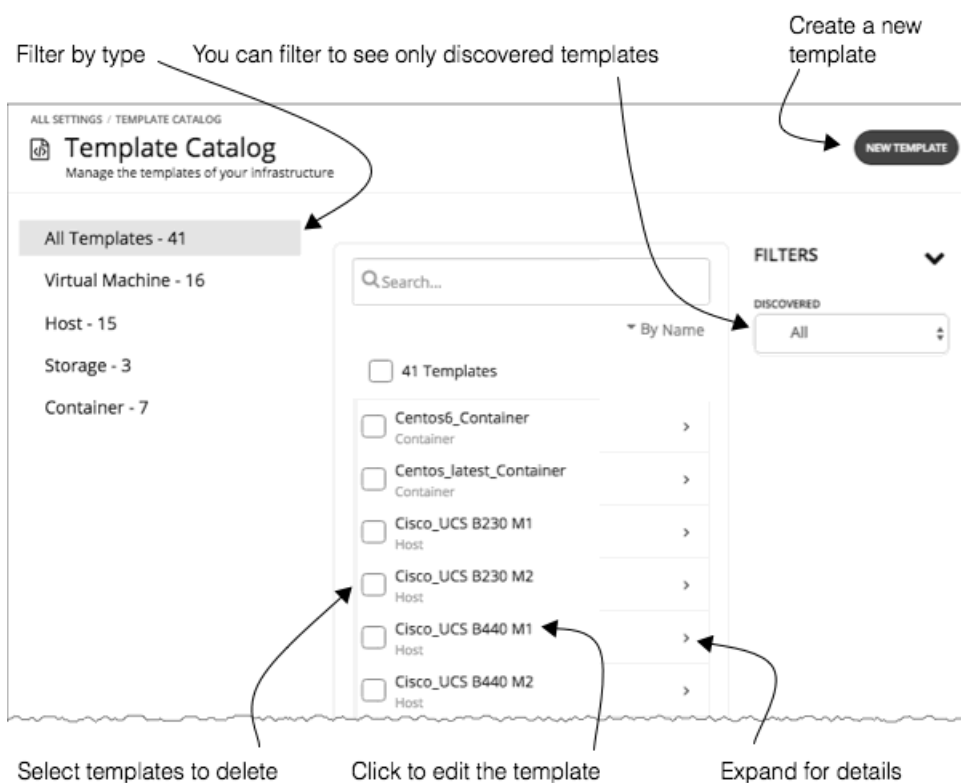 Create a new
template
Filter by type
You can filter to see only discovered templates
ALL SETTINGS / TEMPLATE CATALOG
Template Catalog
Manage the templates of your infrastructure
NEW TEMPLATE
All Templates - 41
Virtual Machine - 16
Host - 15
Storage - 3
Container - 7
Search...
By Name
41 Templates
Centos6_Container
Container
Centos_latest_Container
Container
Cisco_UCS B230 M1
Host
Cisco_UCS B230 M2
Host
Cisco_UCS B440 M1
Host
Cisco_UCS B440 M2
Host
FILTERS
DISCOVERED
All
Select templates to delete
Click to edit the template
Expand for details